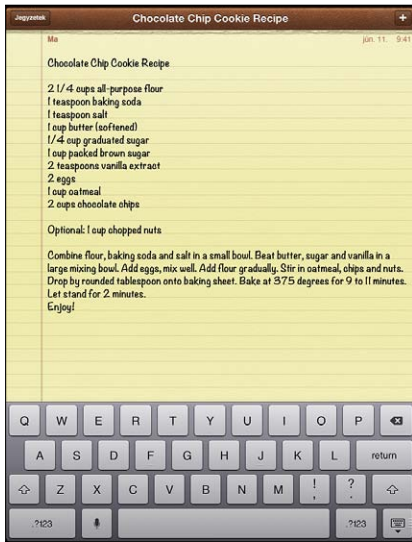 Jegyzetek
Chocolate Chip Cookie Recipe
+
Ma
jún. 11. 9:41
Chocolate Chip Cookie Recipe
2 1/4 cups all-purpose flour
1 teaspoon baking soda
1 teaspoon salt
1 cup butter (softened)
1/4 cup graduated sugar
1 cup packed brown sugar
2 teaspoons vanilla extract
2 eggs
1 cup oatmeal
2 cups chocolate chips
Optional: 1 cup chopped nuts
Combine flour, baking soda and salt in a small bowl. Beat butter, sugar and vanilla in a
large mixing bowl. Add eggs, mix well. Add flour gradually. Stir in oatmeal, chips and nuts.
Drop by rounded tablespoon onto baking sheet. Bake at 375 degrees for 9 to 11 minutes.
Let stand for 2 minutes.
Enjoy!
Q W E R T Y U I O P
A S D F G H J K L return
Z X C V B N M ! , ? .
.?123 .?123